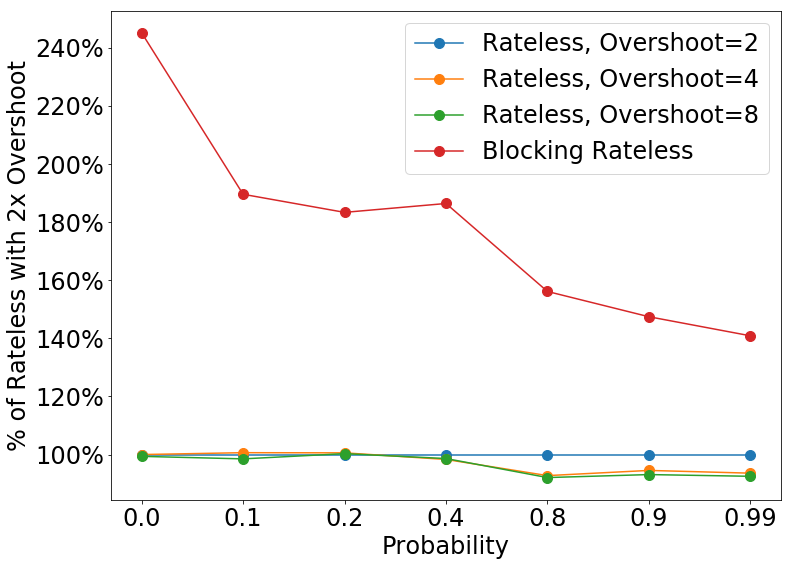 % of Rateless with 2x Overshoot
240%
220%
200%
180%
160%
140%
120%
100%
Rateless, Overshoot=2
Rateless, Overshoot=4
Rateless, Overshoot=8
Blocking Rateless
0.0 0.1 0.2 0.4 0.8 0.9 0.99
Probability